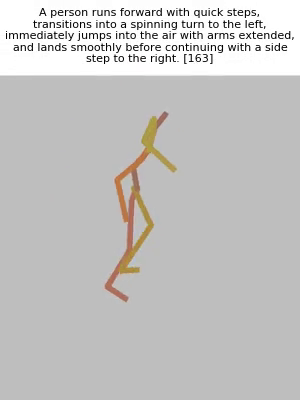 A person runs forward with quick steps,
transitions into a spinning turn to the left,
immediately jumps into the air with arms extended,
and lands smoothly before continuing with a side
step to the right. [163]